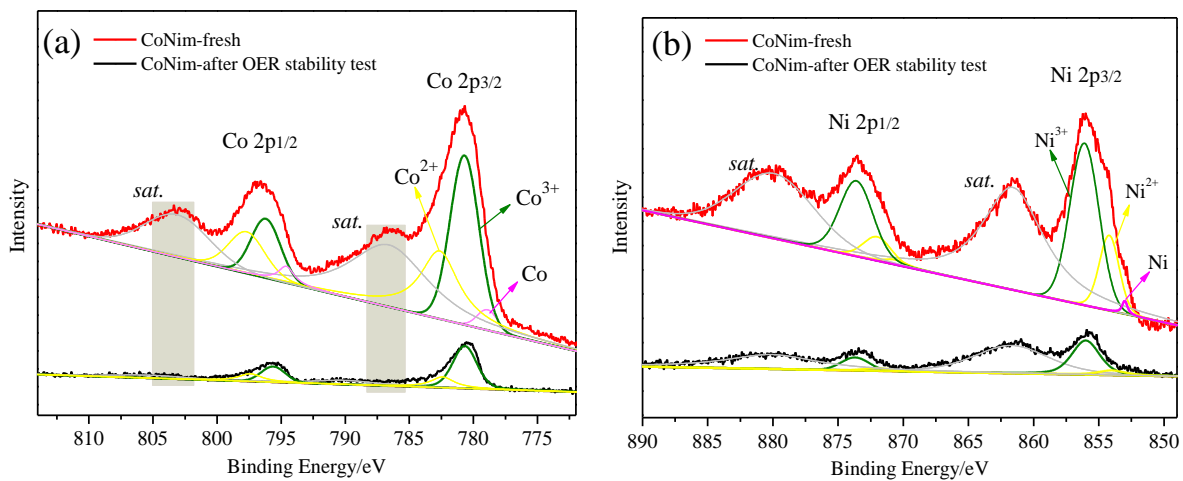 (a)
CoNim-fresh
CoNim-after OER stability test
Co 2p3/2
Co 2p1/2
sat.
sat.
Co2+
Co3+
Co
Intensity
810 805 800 795 790 785 780 775
Binding Energy/eV
(b)
CoNim-fresh
CoNim-after OER stability test
Ni 2p3/2
Ni 2p1/2
Ni3+
sat.
sat.
Ni2+
Ni
Intensity
890 885 880 875 870 865 860 855 850
Binding Energy/eV